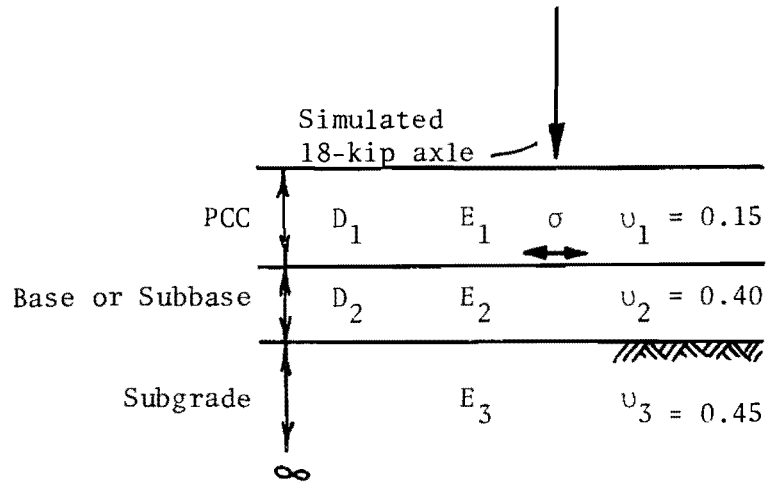 Simulated
18-kip axle
PCC D₁ E₁ σ υ₁ = 0.15
Base or Subbase D₂ E₂ υ₂ = 0.40
Subgrade E₃ υ₃ = 0.45
∞